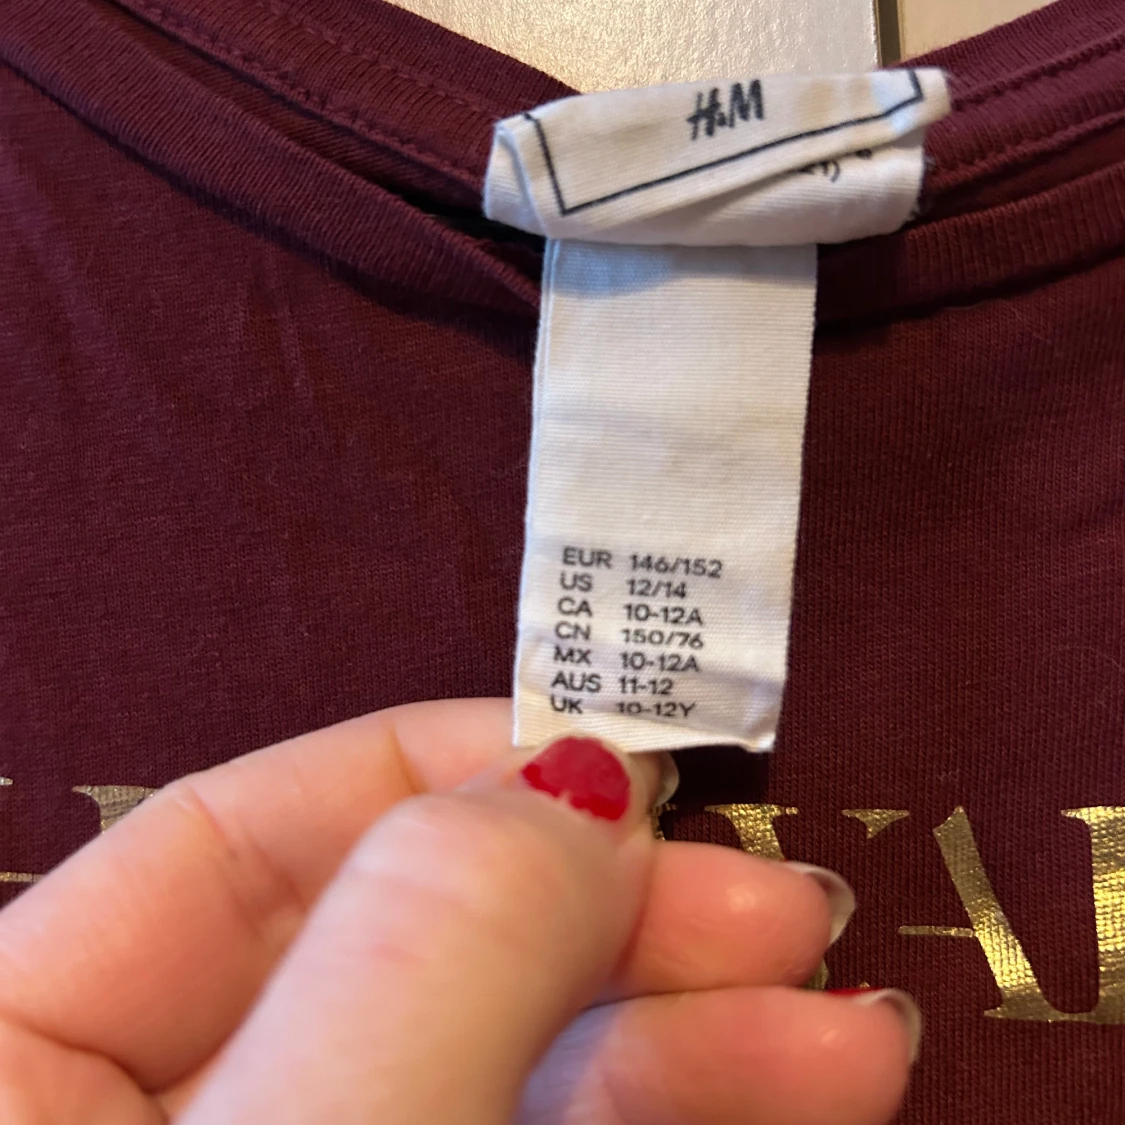 H&M
EUR 146/152
US 12/14
CA 10-12A
CN 150/76
MX 10-12A
AUS 11-12
UK 10-12Y